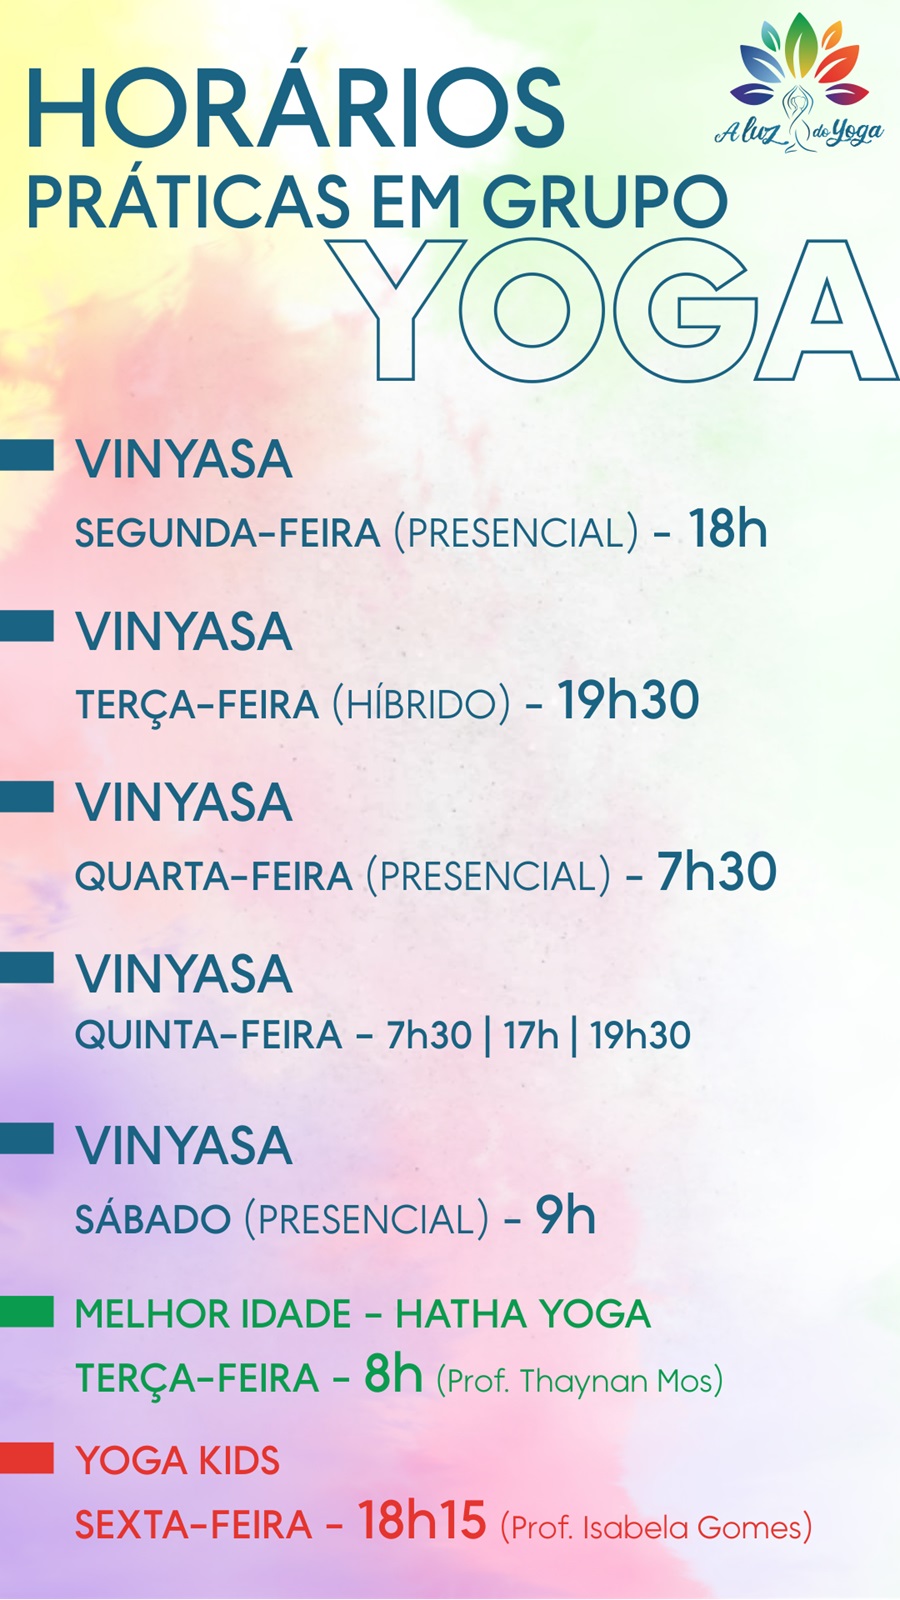 HORÁRIOS
A luz do Yoga
PRÁTICAS EM GRUPO
YOGA
VINYASA
SEGUNDA-FEIRA (PRESENCIAL) - 18h
VINYASA
TERÇA-FEIRA (HÍBRIDO) - 19h30
VINYASA
QUARTA-FEIRA (PRESENCIAL) - 7h30
VINYASA
QUINTA-FEIRA - 7h30 | 17h | 19h30
VINYASA
SÁBADO (PRESENCIAL) - 9h
MELHOR IDADE - HATHA YOGA
TERÇA-FEIRA - 8h (Prof. Thaynan Mos)
YOGA KIDS
SEXTA-FEIRA - 18h15 (Prof. Isabela Gomes)